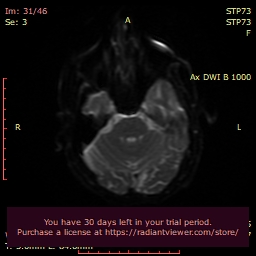 Im: 31/46 STP73
Se: 3 STP73
F
A
Ax DWI B 1000
R L
You have 30 days left in your trial period.
Purchase a license at https://radiantviewer.com/store/